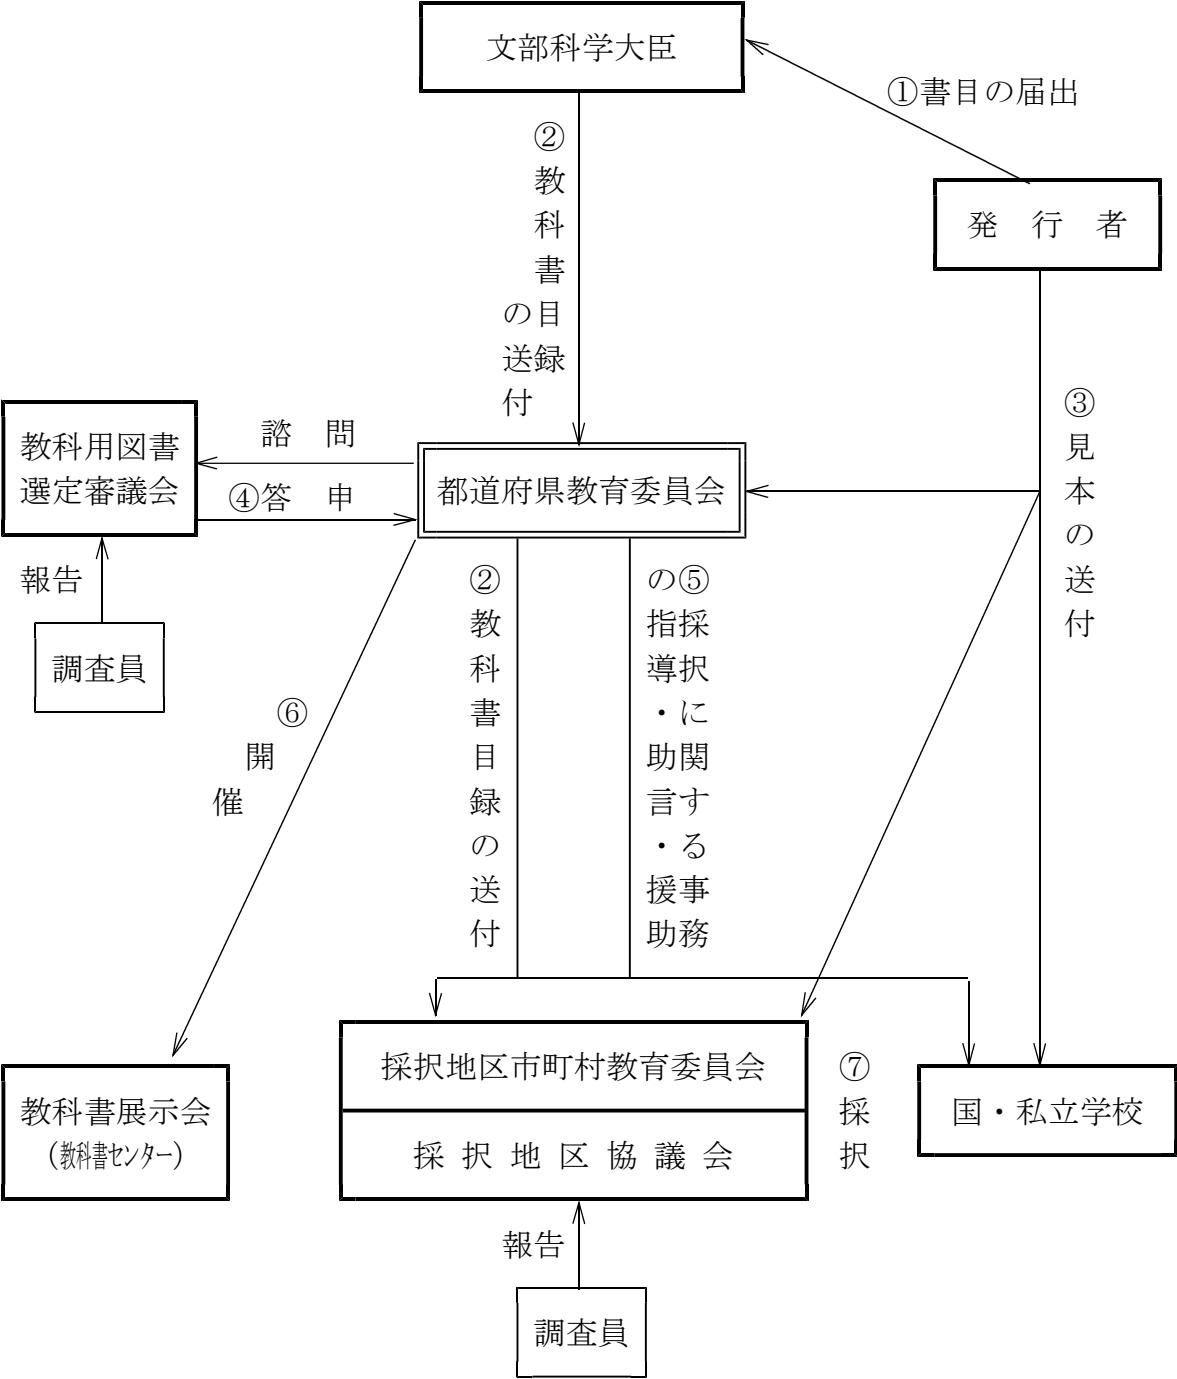 文部科学大臣
①書目の届出
②教科書目録
の送付
発　行　者
③見本の送付
教科用図書
選定審議会
諮　問
④答　申
都道府県教育委員会
報告
調査員
②教科書目録の送付
⑤採択に関する事務
の指導・助言・援助
⑥開催
採択地区市町村教育委員会
採択地区協議会
⑦採択
国・私立学校
教科書展示会
（教科書センター）
報告
調査員